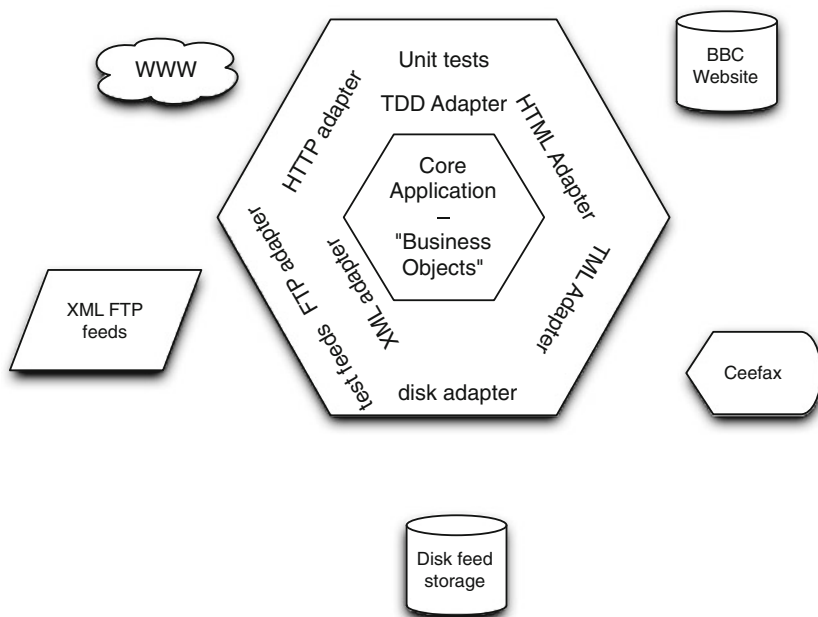 WWW
Unit tests
TDD Adapter
BBC
Website
HTTP adapter
HTML Adapter
Core
Application
–
"Business
Objects"
FTP adapter
XML adapter
TML Adapter
test feeds
disk adapter
XML FTP
feeds
Ceefax
Disk feed
storage